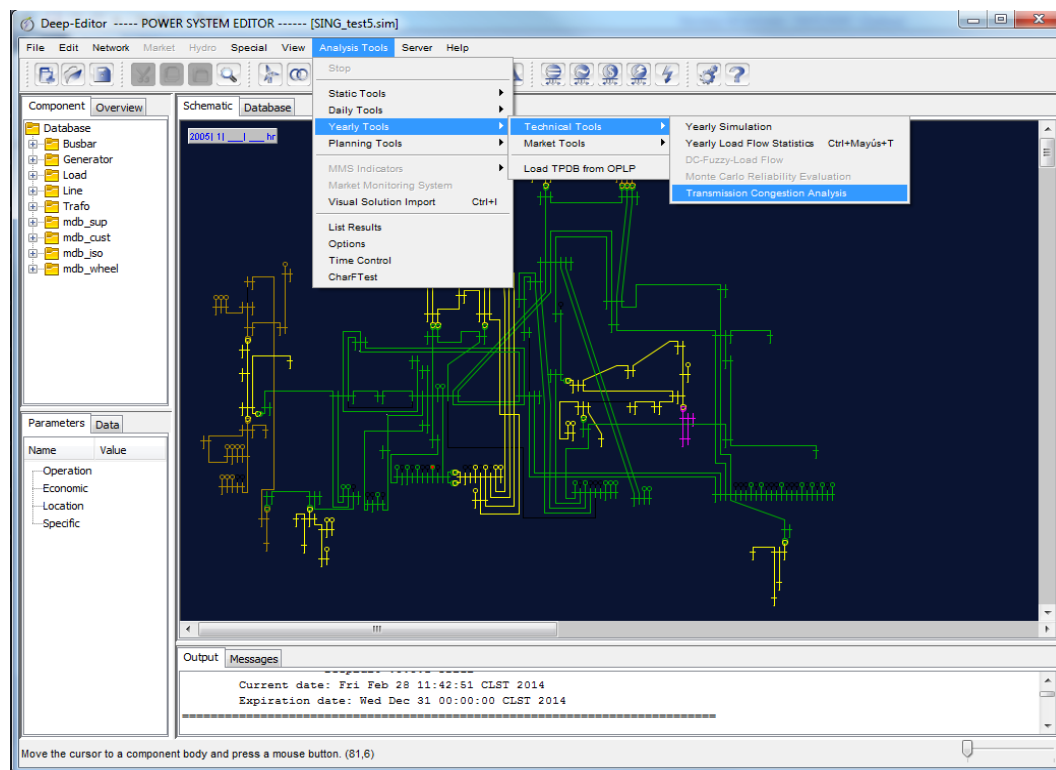 Deep-Editor ----- POWER SYSTEM EDITOR ------ [SING_test5.sim]
File Edit Network Market Hydro Special View Analysis Tools Server Help
Component Overview
Database
Busbar
Generator
Load
Line
Trafo
mdb_sup
mdb_cust
mdb_iso
mdb_wheel
Parameters Data
Name Value
Operation
Economic
Location
Specific
Schematic Database
2005| 1| ___| ___ hr
Stop
Static Tools
Daily Tools
Yearly Tools
Planning Tools
MMS Indicators
Market Monitoring System
Visual Solution Import Ctrl+I
List Results
Options
Time Control
CharFTest
Technical Tools
Market Tools
Load TPDB from OPLP
Yearly Simulation
Yearly Load Flow Statistics Ctrl+Mayús+T
DC-Fuzzy-Load Flow
Monte Carlo Reliability Evaluation
Transmission Congestion Analysis
Output Messages
Current date: Fri Feb 28 11:42:51 CLST 2014
Expiration date: Wed Dec 31 00:00:00 CLST 2014
Move the cursor to a component body and press a mouse button. (81,6)